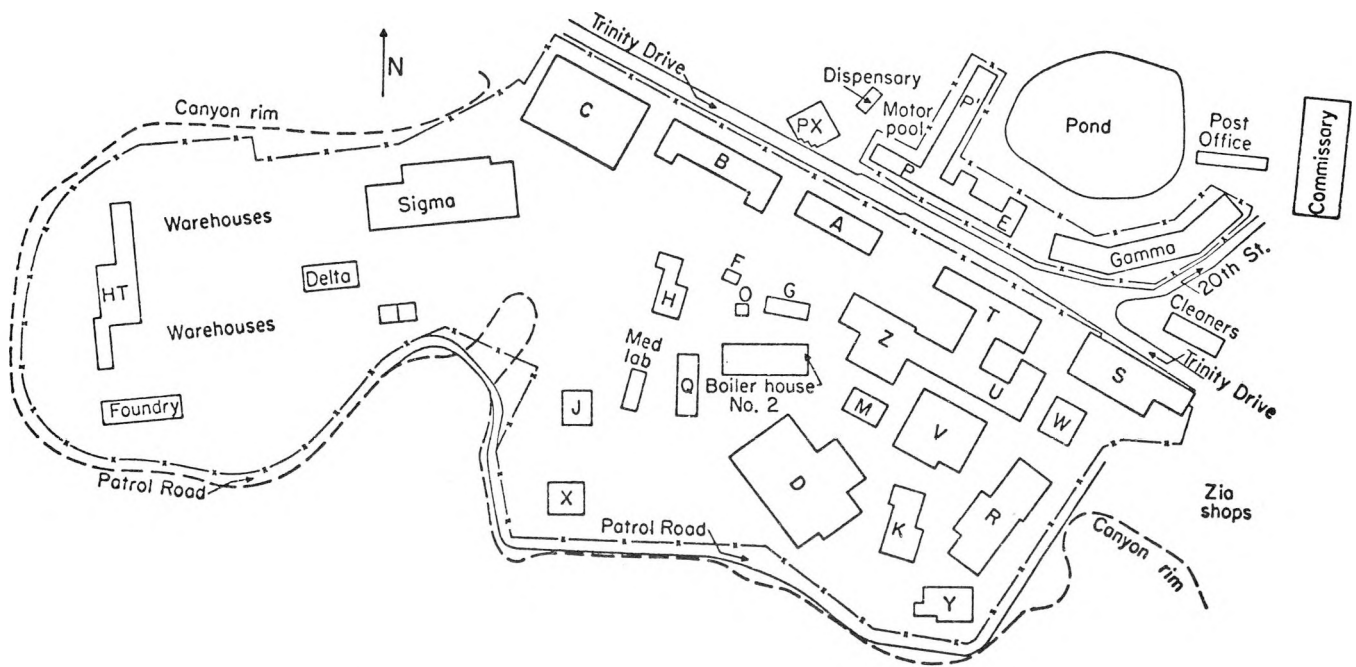 N
Canyon rim
Trinity Drive
Dispensary
Motor
pool
P'
PX
Pond
Post
Office
Commissary
C
B
P
E
A
Gamma
20th St.
Warehouses
Sigma
HT
Delta
F
H
O
G
Cleaners
Trinity Drive
Warehouses
T
Z
S
Med
lab
Q
Boiler house
No. 2
U
Foundry
J
M
V
W
Patrol Road
X
D
K
R
Zia
shops
Patrol Road
Canyon rim
Y